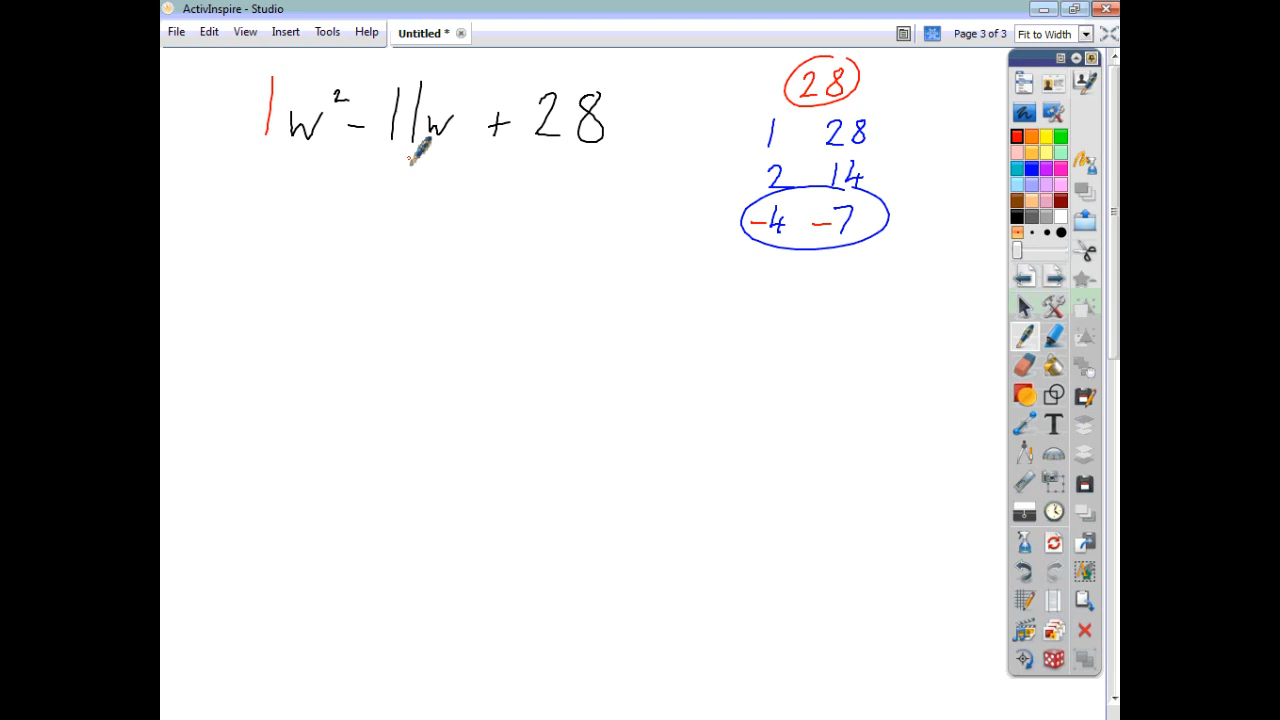 ActivInspire - Studio
File Edit View Insert Tools Help Untitled * Page 3 of 3 Fit to Width
1w² - 11w + 28
28
1 28
2 14
-4 -7